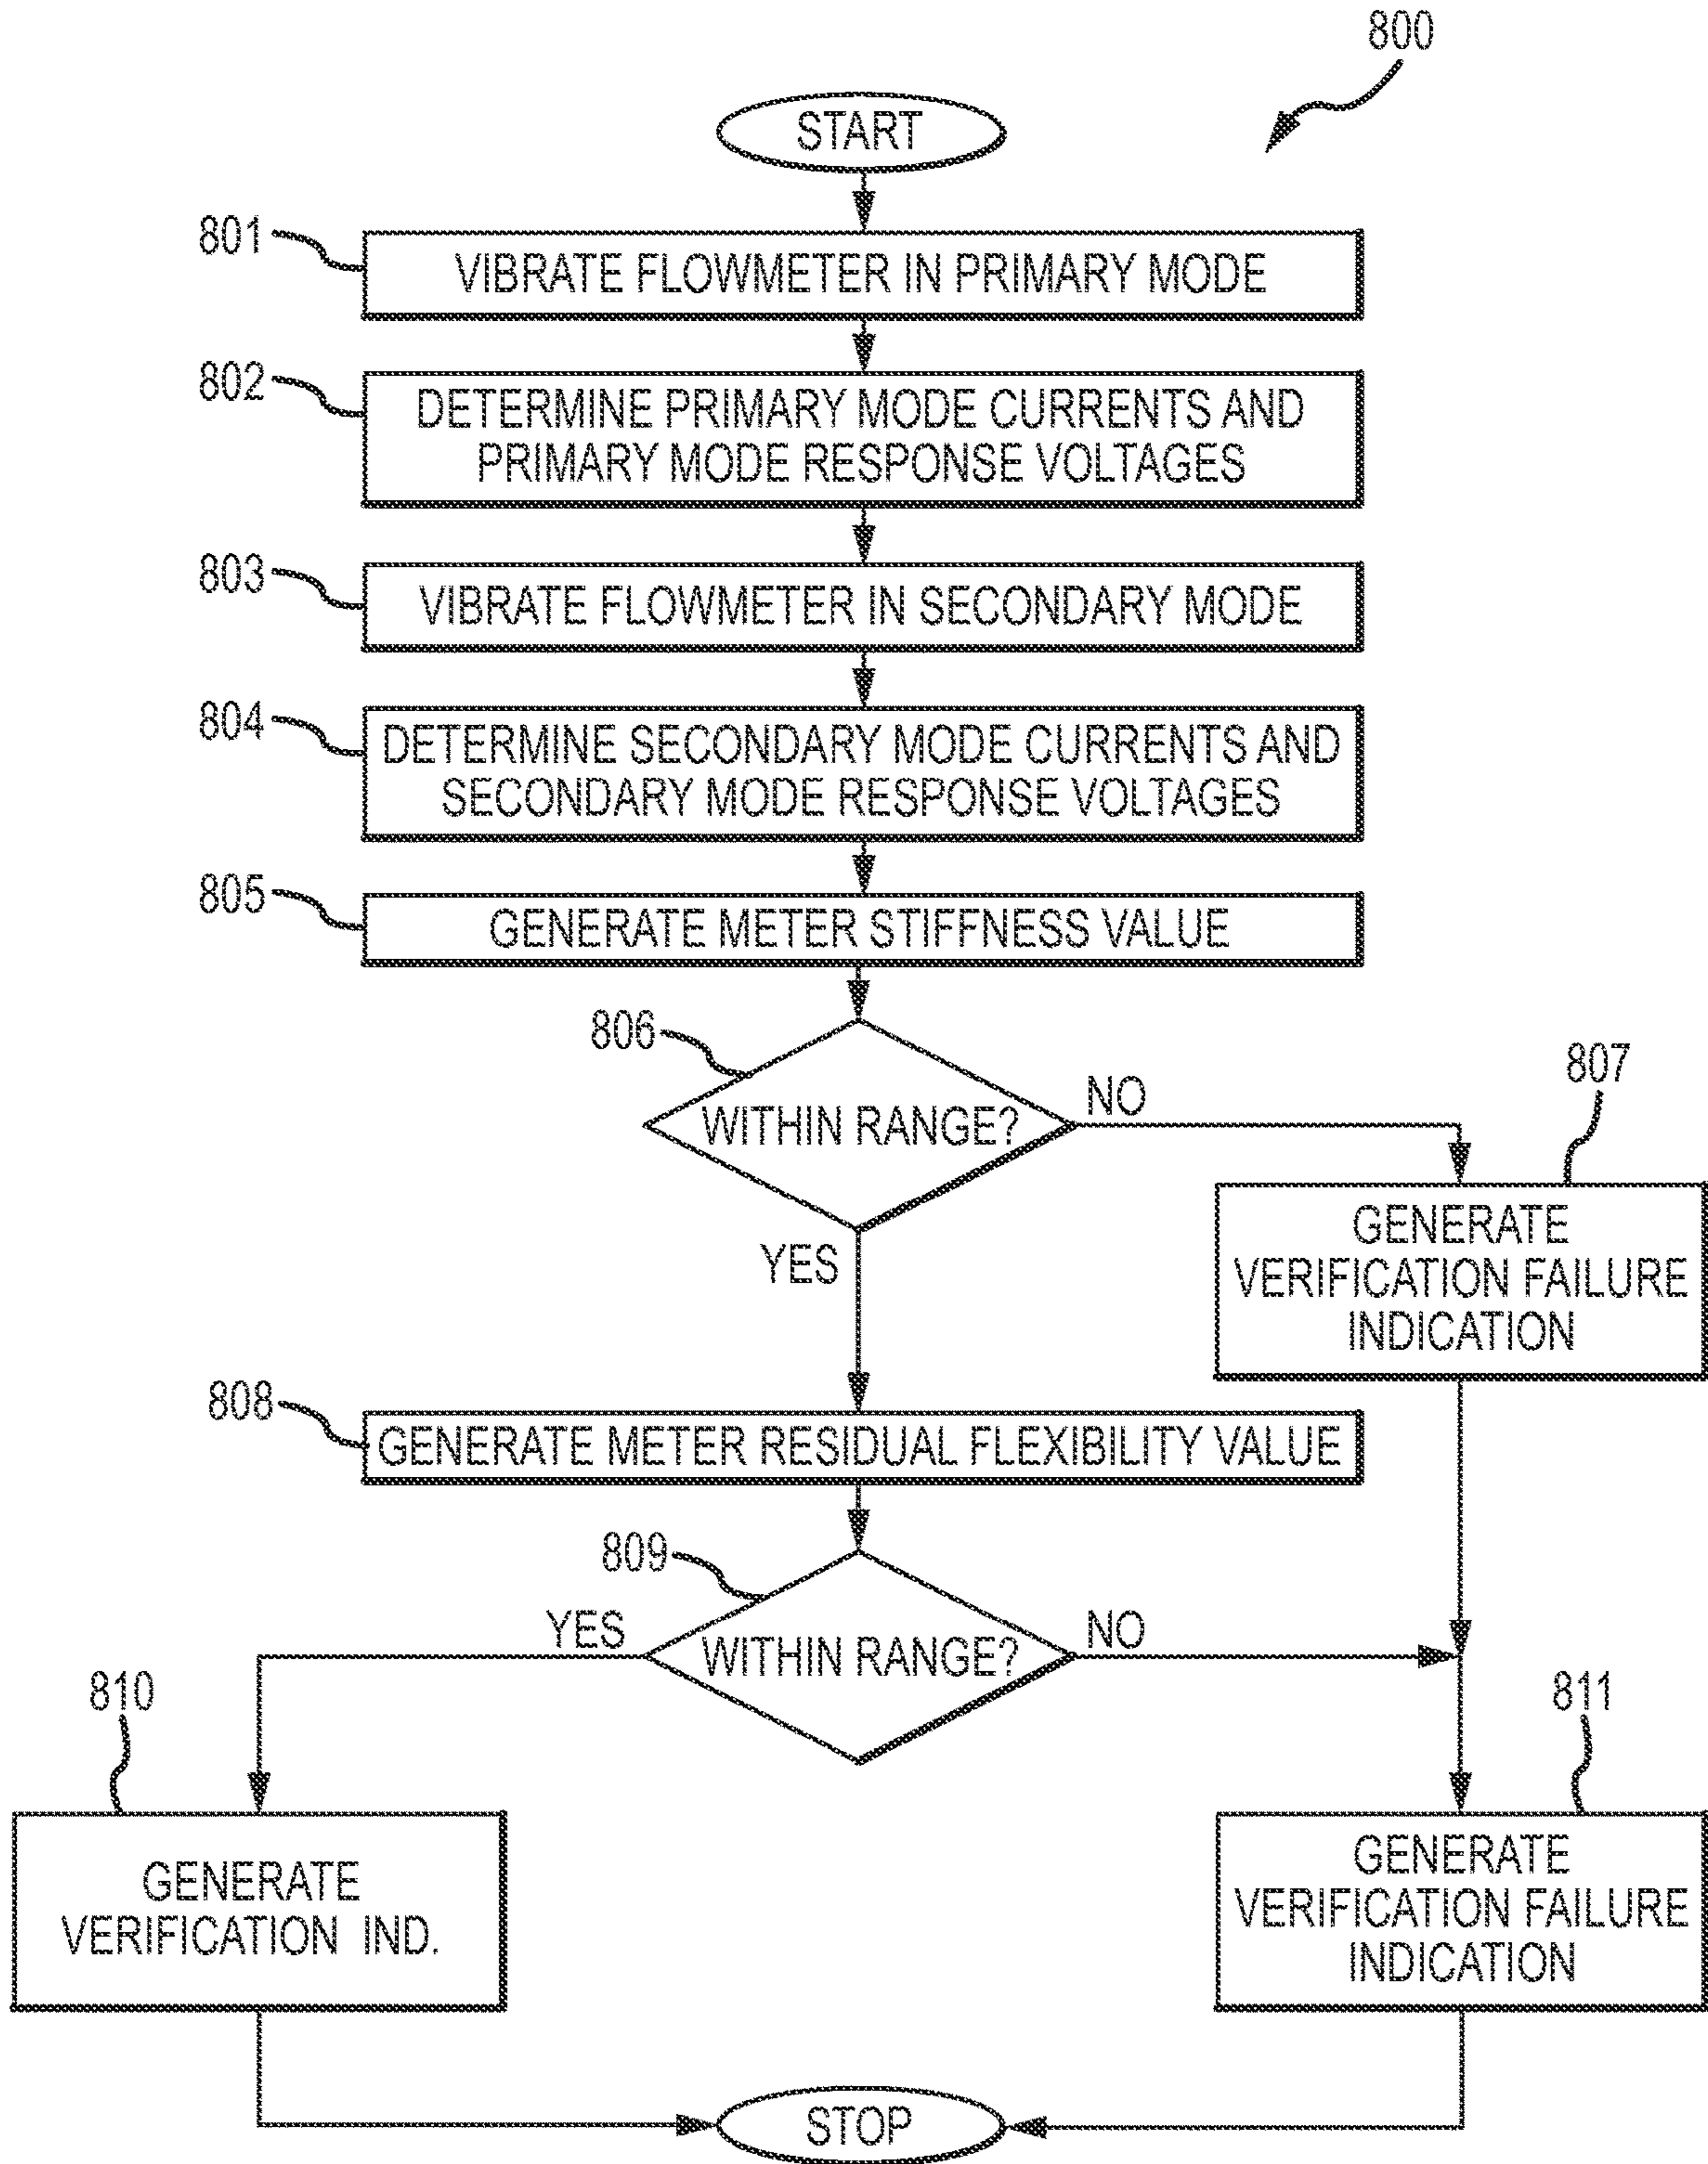 800
START
801
VIBRATE FLOWMETER IN PRIMARY MODE
802
DETERMINE PRIMARY MODE CURRENTS AND
PRIMARY MODE RESPONSE VOLTAGES
803
VIBRATE FLOWMETER IN SECONDARY MODE
804
DETERMINE SECONDARY MODE CURRENTS AND
SECONDARY MODE RESPONSE VOLTAGES
805
GENERATE METER STIFFNESS VALUE
806
WITHIN RANGE?
NO
YES
807
GENERATE
VERIFICATION FAILURE
INDICATION
808
GENERATE METER RESIDUAL FLEXIBILITY VALUE
809
WITHIN RANGE?
YES
NO
810
GENERATE
VERIFICATION IND.
811
GENERATE
VERIFICATION FAILURE
INDICATION
STOP